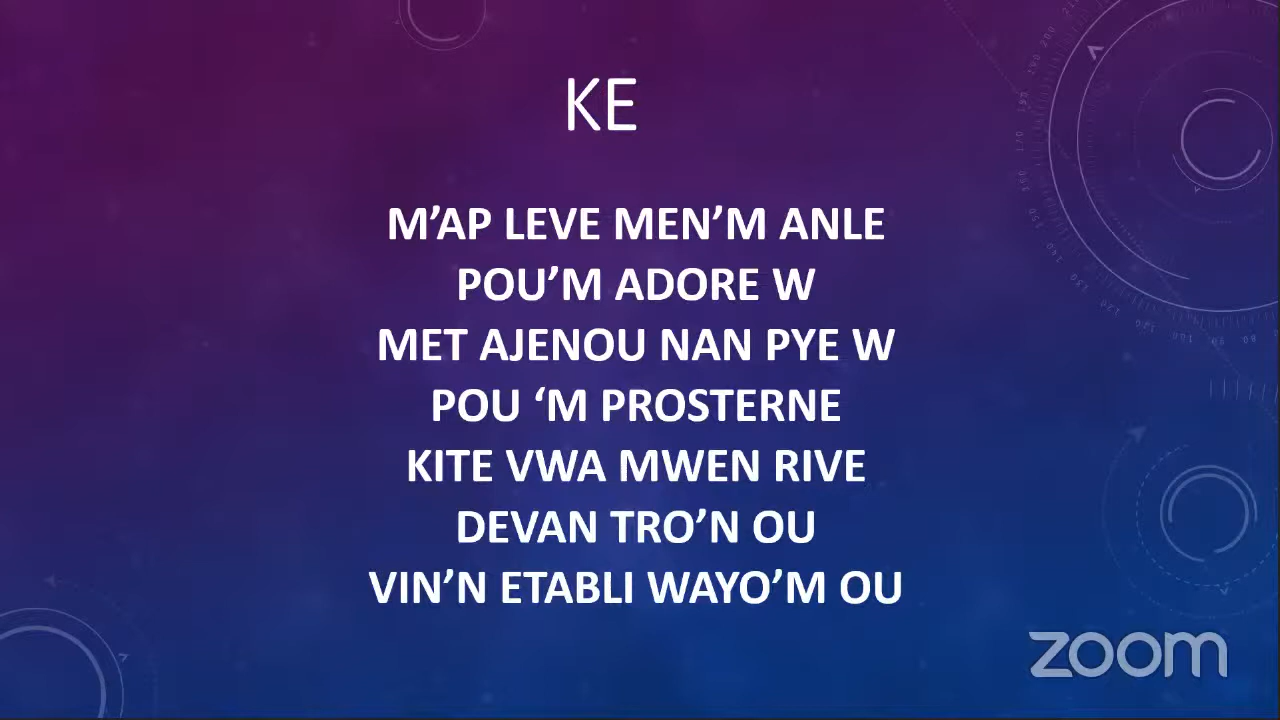 KE
M’AP LEVE MEN’M ANLE
POU’M ADORE W
MET AJENOU NAN PYE W
POU ‘M PROSTERNE
KITE VWA MWEN RIVE
DEVAN TRO’N OU
VIN’N ETABLI WAYO’M OU
zoom